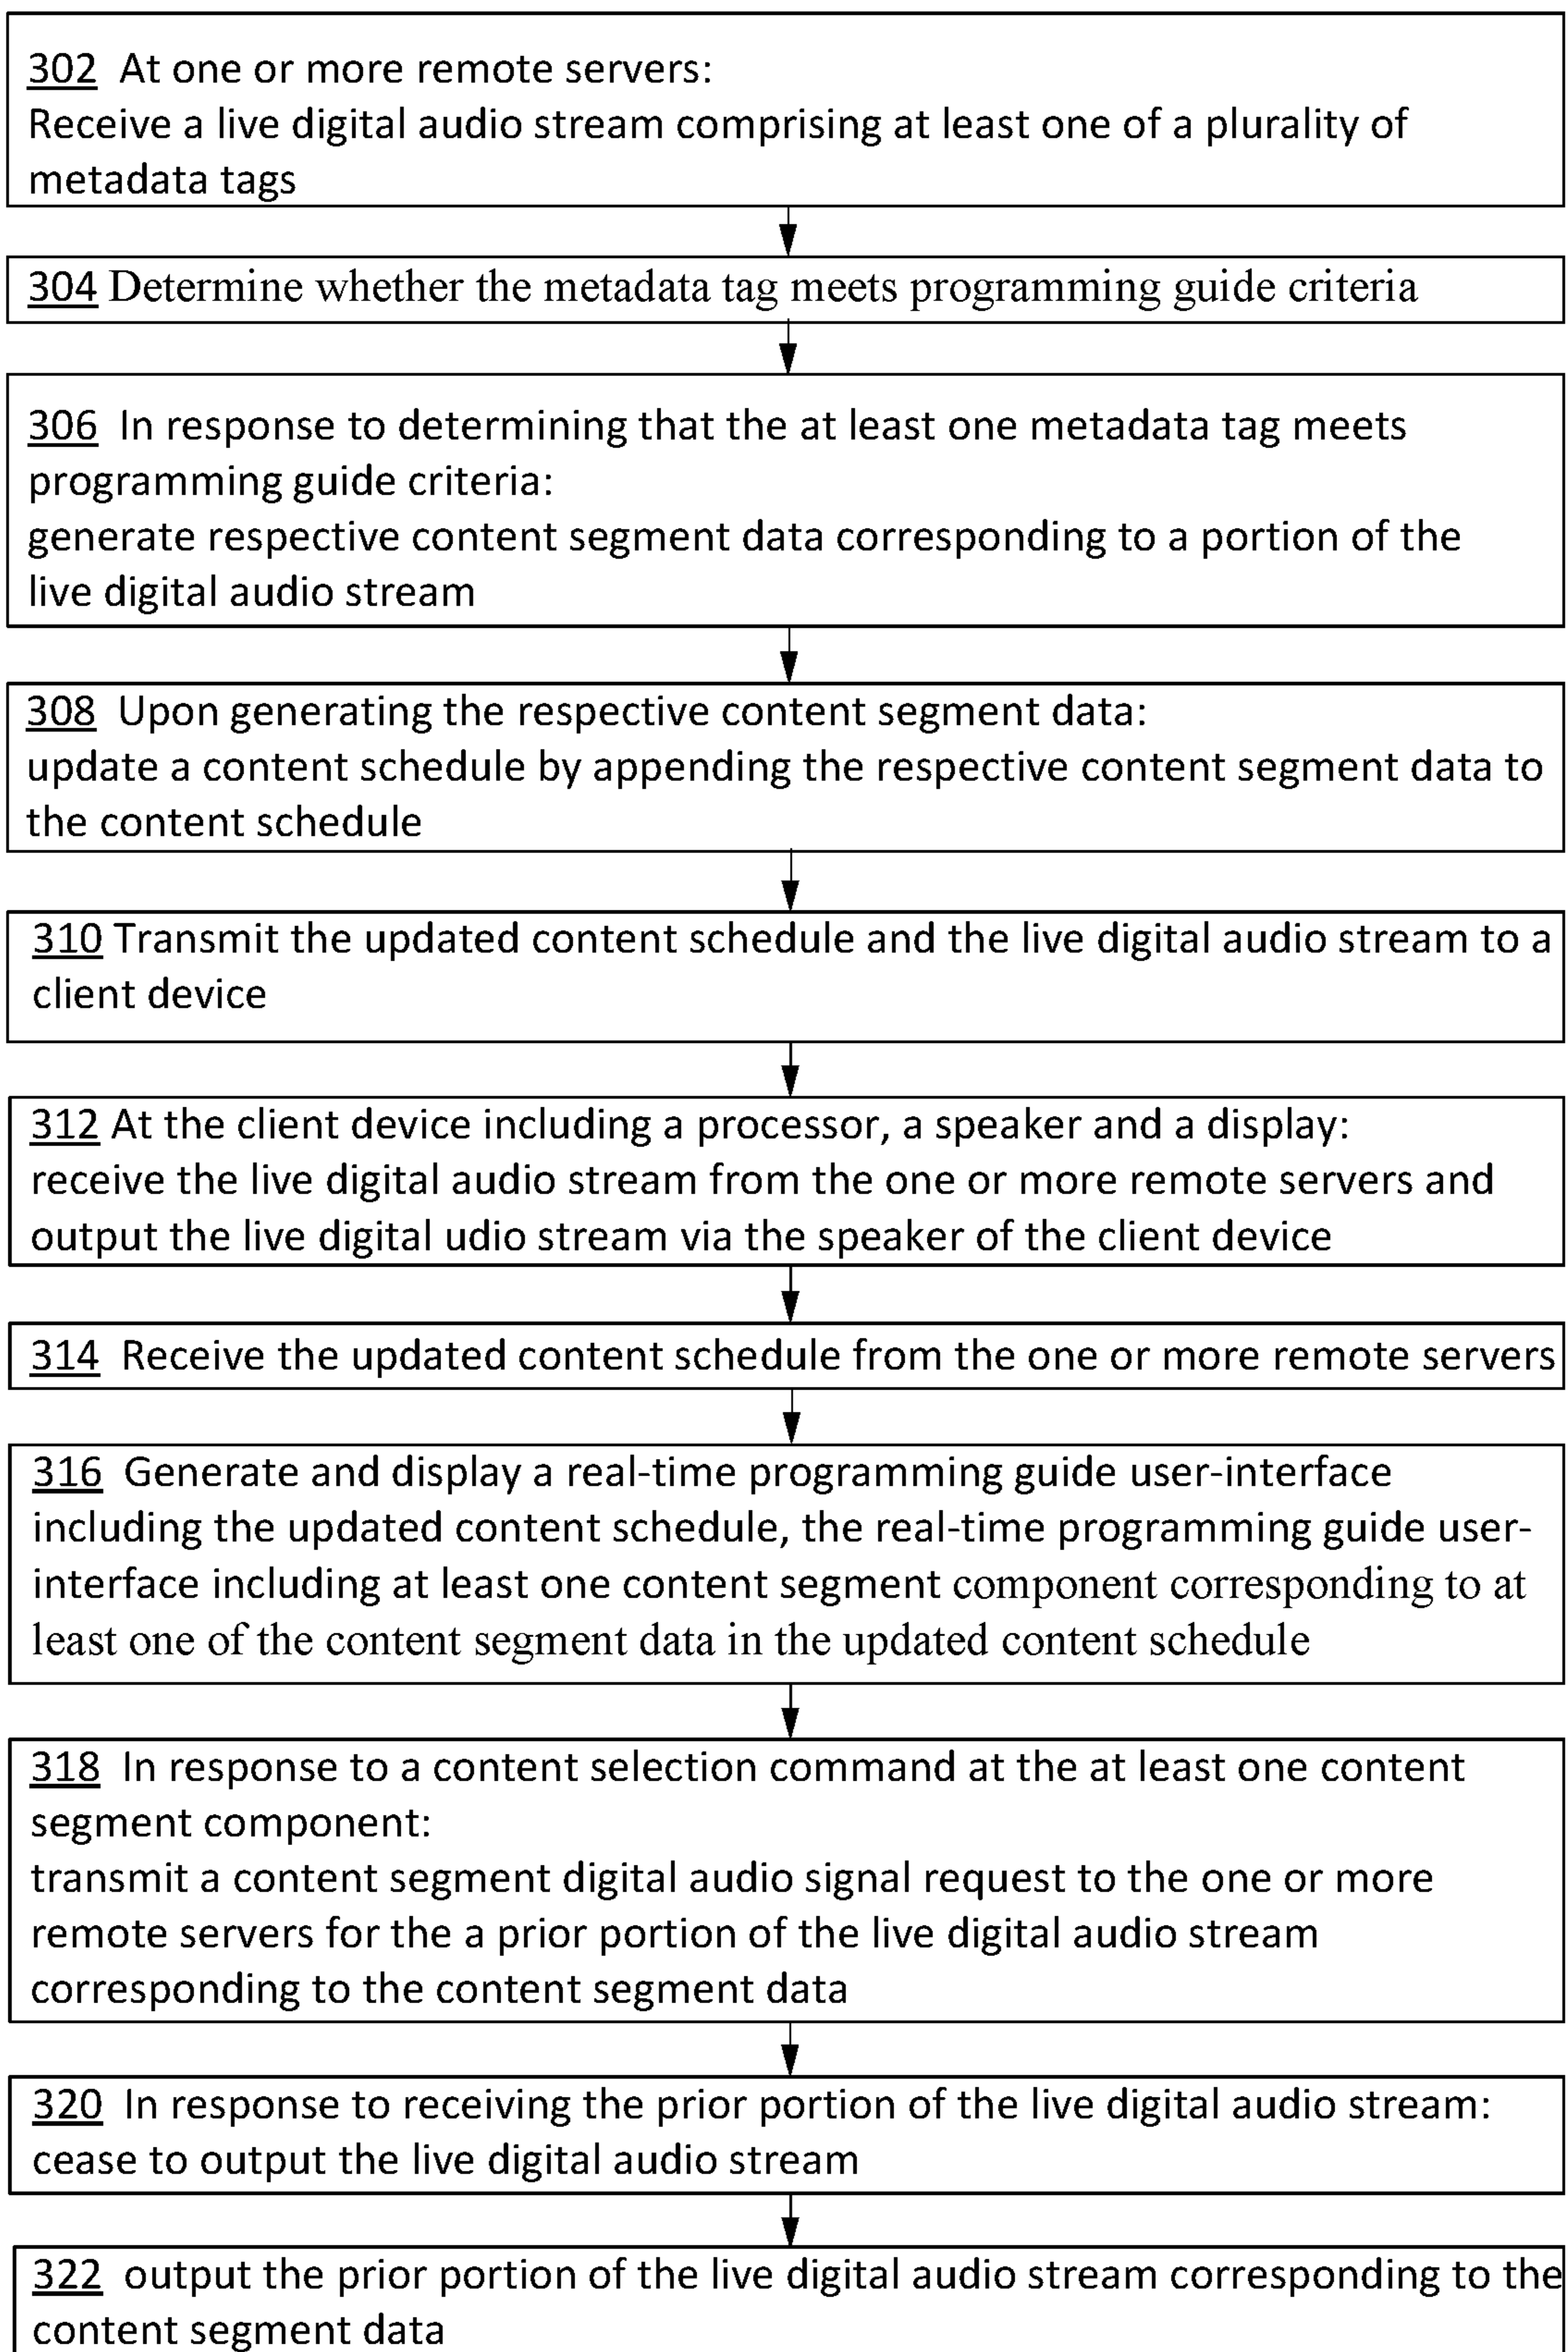 302 At one or more remote servers:
Receive a live digital audio stream comprising at least one of a plurality of
metadata tags
304 Determine whether the metadata tag meets programming guide criteria
306 In response to determining that the at least one metadata tag meets
programming guide criteria:
generate respective content segment data corresponding to a portion of the
live digital audio stream
308 Upon generating the respective content segment data:
update a content schedule by appending the respective content segment data to
the content schedule
310 Transmit the updated content schedule and the live digital audio stream to a
client device
312 At the client device including a processor, a speaker and a display:
receive the live digital audio stream from the one or more remote servers and
output the live digital udio stream via the speaker of the client device
314 Receive the updated content schedule from the one or more remote servers
316 Generate and display a real-time programming guide user-interface
including the updated content schedule, the real-time programming guide user-
interface including at least one content segment component corresponding to at
least one of the content segment data in the updated content schedule
318 In response to a content selection command at the at least one content
segment component:
transmit a content segment digital audio signal request to the one or more
remote servers for the a prior portion of the live digital audio stream
corresponding to the content segment data
320 In response to receiving the prior portion of the live digital audio stream:
cease to output the live digital audio stream
322 output the prior portion of the live digital audio stream corresponding to the
content segment data